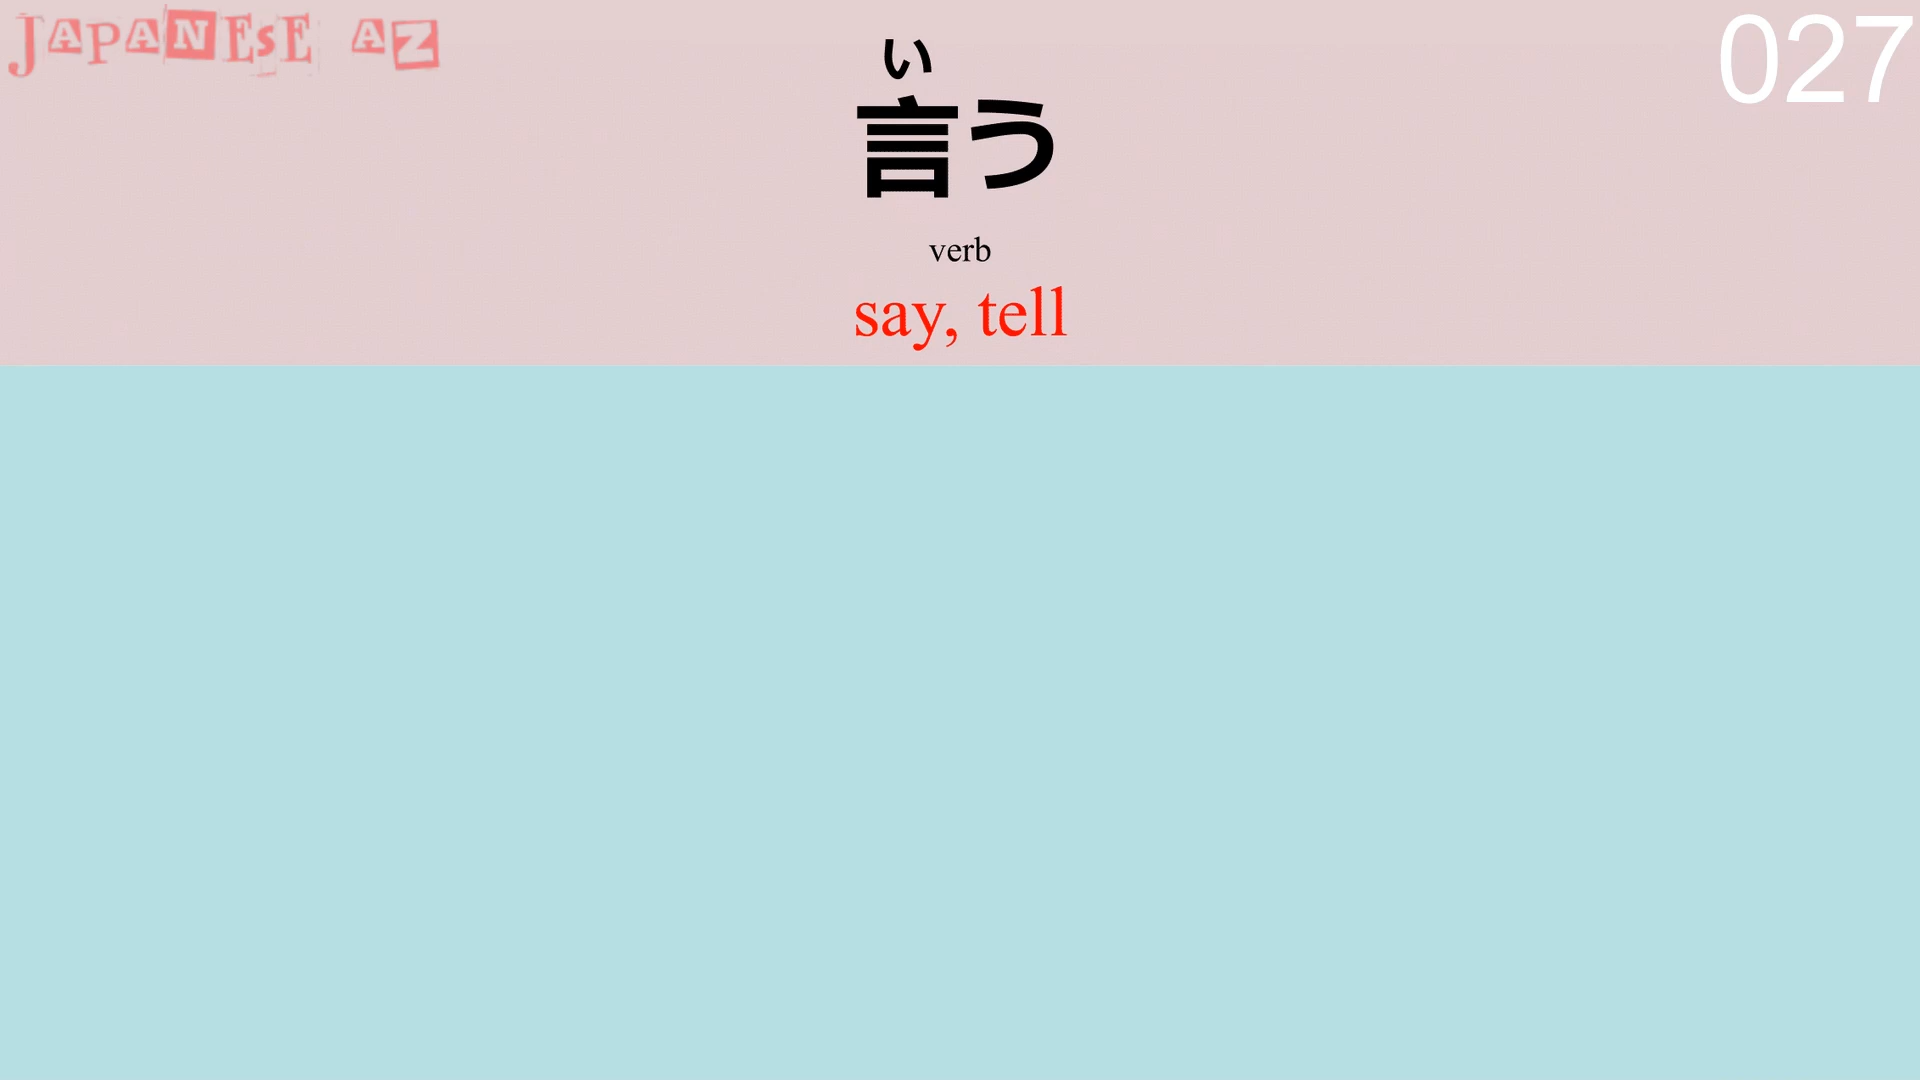 JAPANESE AZ
027
い
言う
verb
say, tell